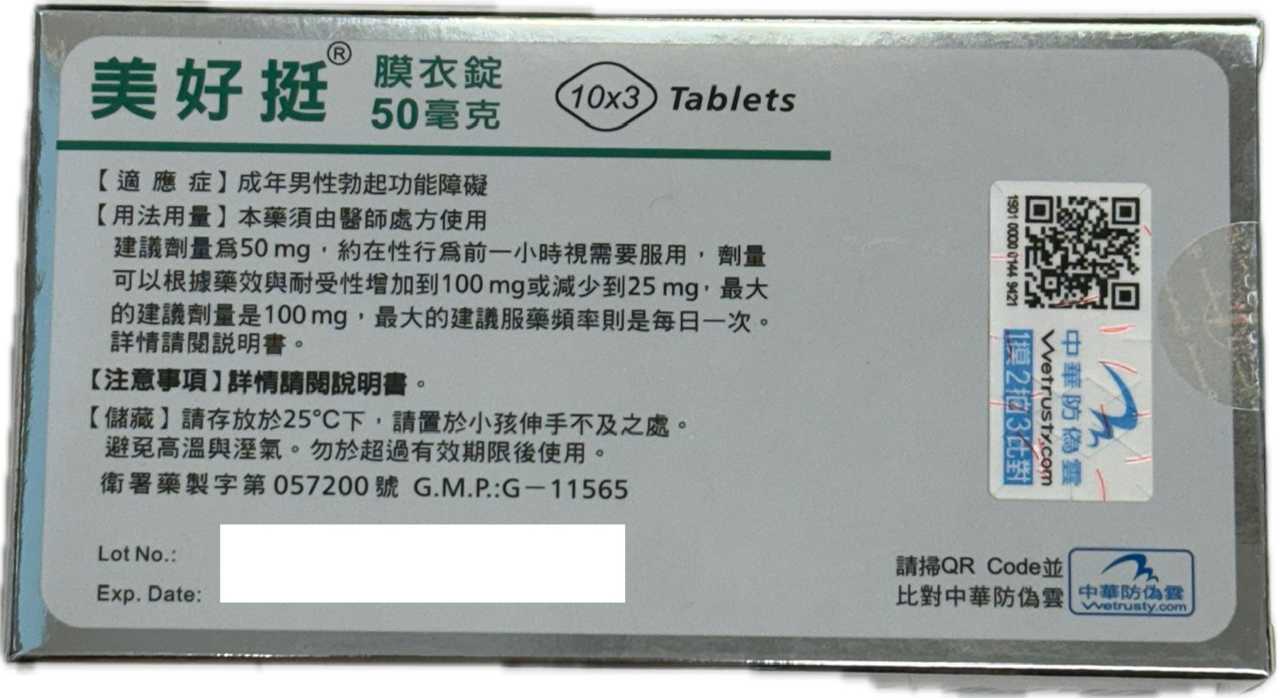 美好挺® 膜衣錠 50毫克 10x3 Tablets
【適應症】成年男性勃起功能障礙
【用法用量】本藥須由醫師處方使用
建議劑量爲50 mg，約在性行爲前一小時視需要服用，劑量
可以根據藥效與耐受性增加到100 mg或減少到25 mg，最大
的建議劑量是100 mg，最大的建議服藥頻率則是每日一次。
詳情請閱説明書。
【注意事項】詳情請閱說明書。
【儲藏】請存放於25°C下，請置於小孩伸手不及之處。
避免高溫與溼氣。勿於超過有效期限後使用。
衛署藥製字第 057200 號 G.M.P.:G－11565
Lot No.:
Exp. Date:
1901 0000 0144 9421
中華防偽雲
Wetrusty.com
1摸2拍3比對
請掃QR Code並
比對中華防偽雲
中華防偽雲
Wetrusty.com